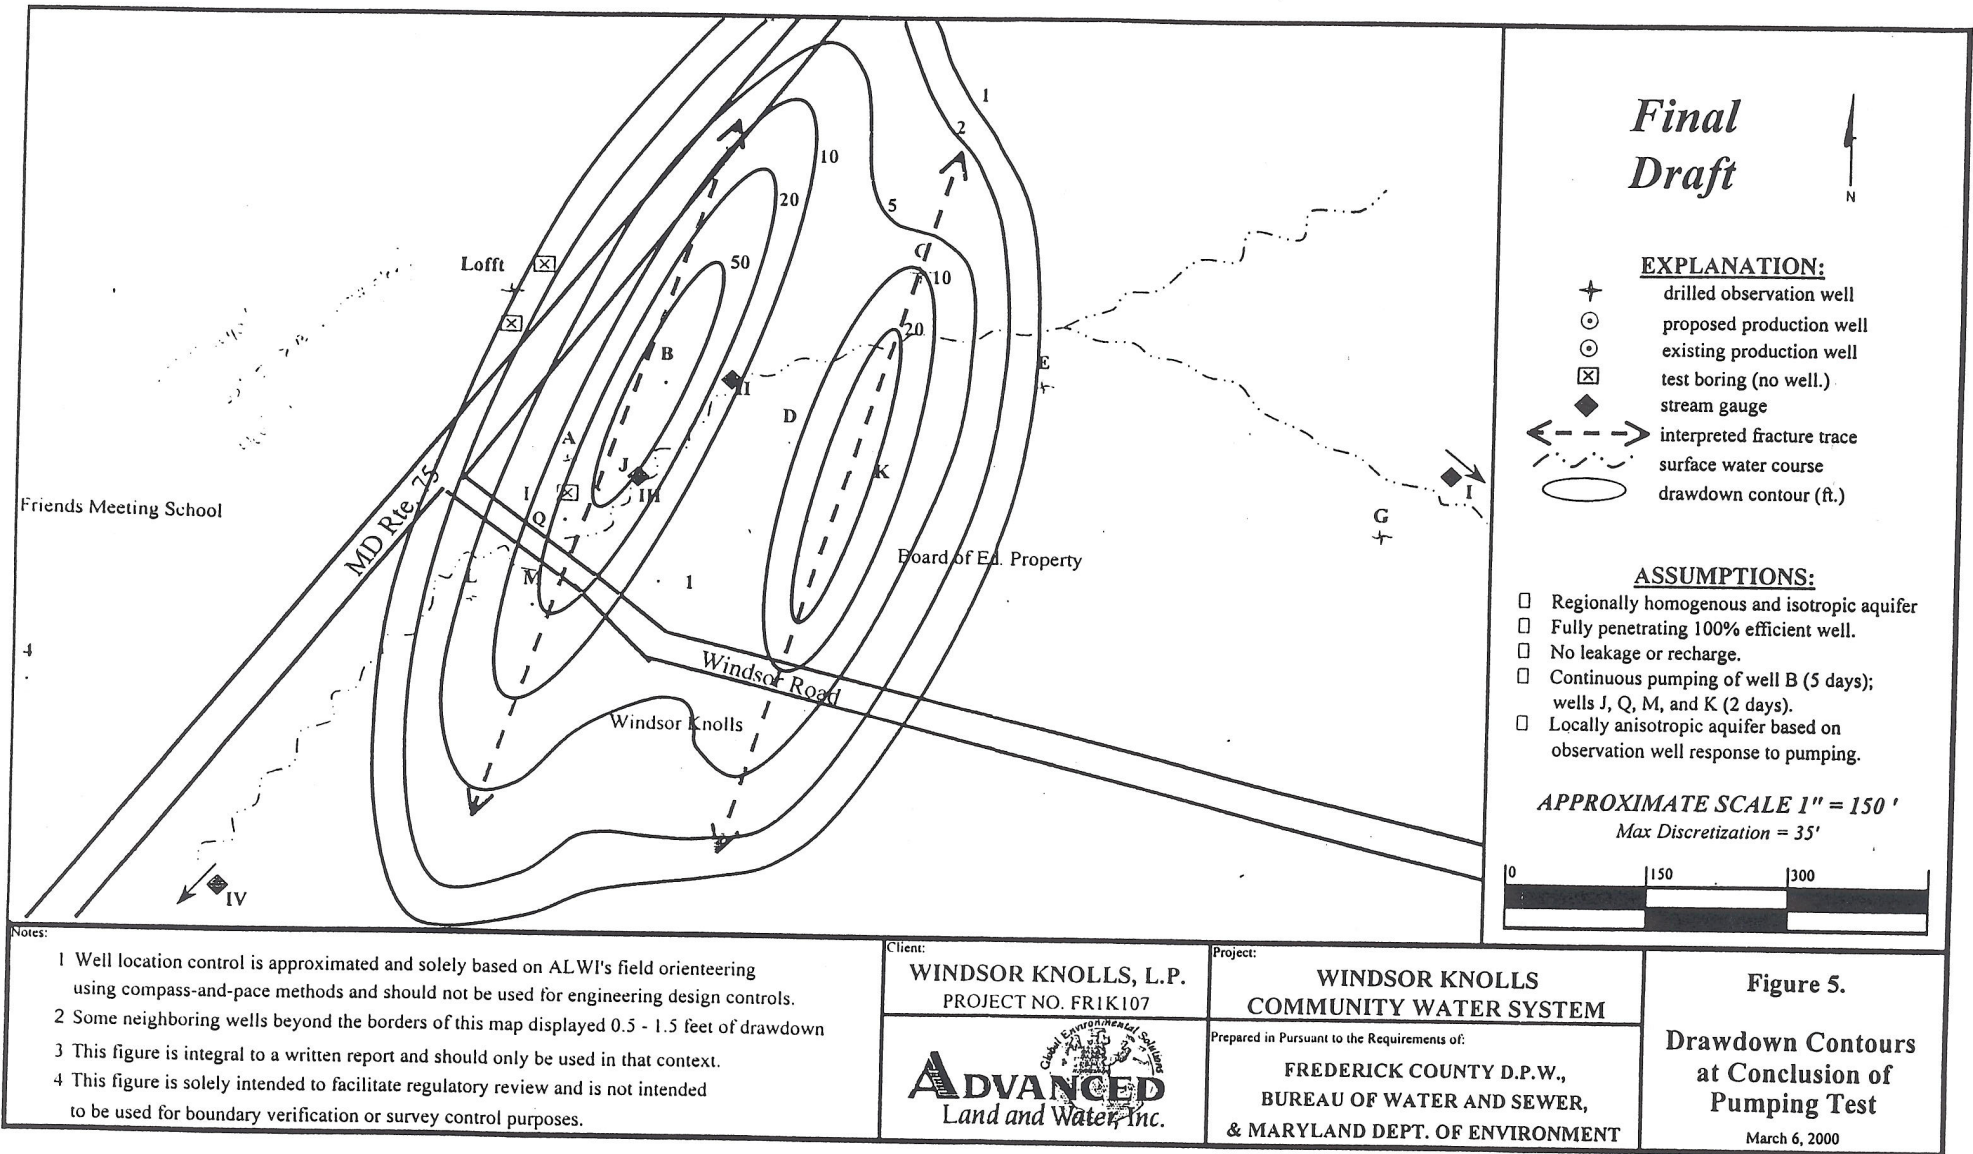 1
2
10
20
5
50
Lofft
C
10
20
B
II
E
D
A
J
K
I
III
I
Q
G
Friends Meeting School
MD Rte. 75
Board of Ed. Property
L
M
1
Windsor Road
Windsor Knolls
IV
Final
Draft
N
EXPLANATION:
drilled observation well
proposed production well
existing production well
test boring (no well.)
stream gauge
interpreted fracture trace
surface water course
drawdown contour (ft.)
ASSUMPTIONS:
Regionally homogenous and isotropic aquifer
Fully penetrating 100% efficient well.
No leakage or recharge.
Continuous pumping of well B (5 days);
wells J, Q, M, and K (2 days).
Locally anisotropic aquifer based on
observation well response to pumping.
APPROXIMATE SCALE 1" = 150 '
Max Discretization = 35'
0 150 300
Notes:
1 Well location control is approximated and solely based on ALWI's field orienteering
using compass-and-pace methods and should not be used for engineering design controls.
2 Some neighboring wells beyond the borders of this map displayed 0.5 - 1.5 feet of drawdown
3 This figure is integral to a written report and should only be used in that context.
4 This figure is solely intended to facilitate regulatory review and is not intended
to be used for boundary verification or survey control purposes.
Client:
WINDSOR KNOLLS, L.P.
PROJECT NO. FR1K107
Global Environmental Solutions
ADVANCED
Land and Water, Inc.
Project:
WINDSOR KNOLLS
COMMUNITY WATER SYSTEM
Prepared in Pursuant to the Requirements of:
FREDERICK COUNTY D.P.W.,
BUREAU OF WATER AND SEWER,
& MARYLAND DEPT. OF ENVIRONMENT
Figure 5.
Drawdown Contours
at Conclusion of
Pumping Test
March 6, 2000